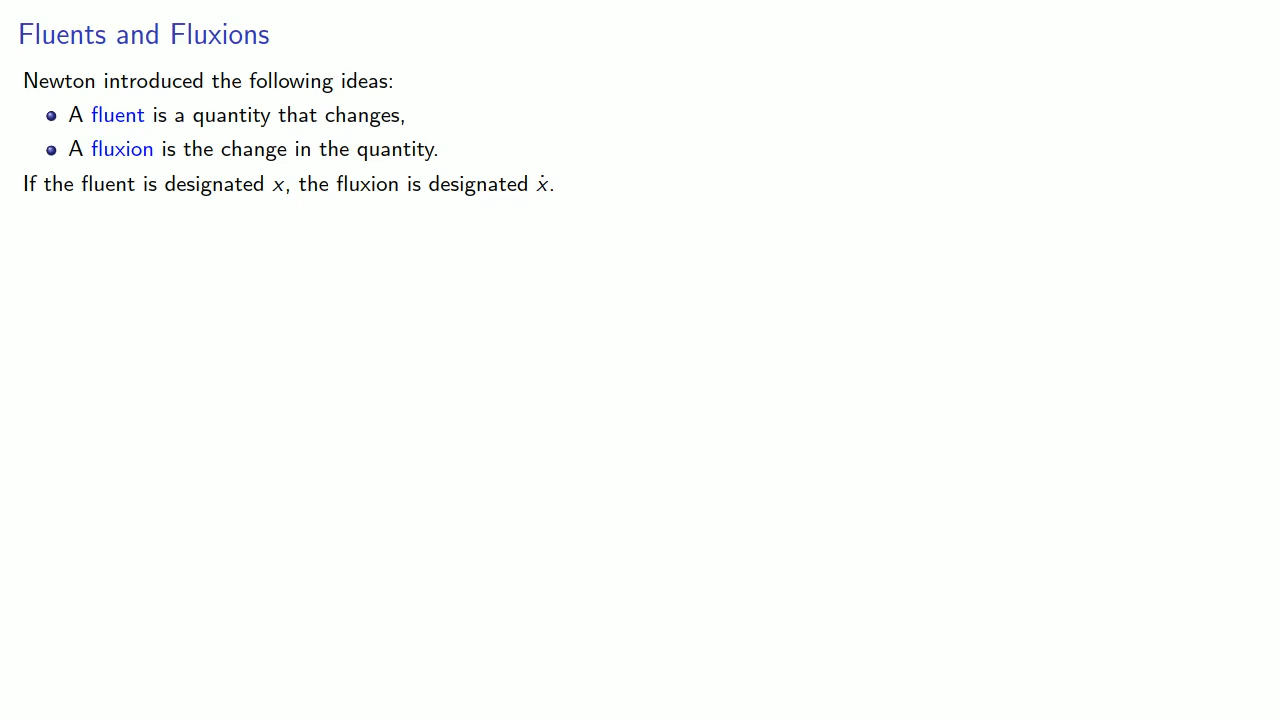 Fluents and Fluxions
Newton introduced the following ideas:
A fluent is a quantity that changes,
A fluxion is the change in the quantity.
If the fluent is designated x, the fluxion is designated ẋ.